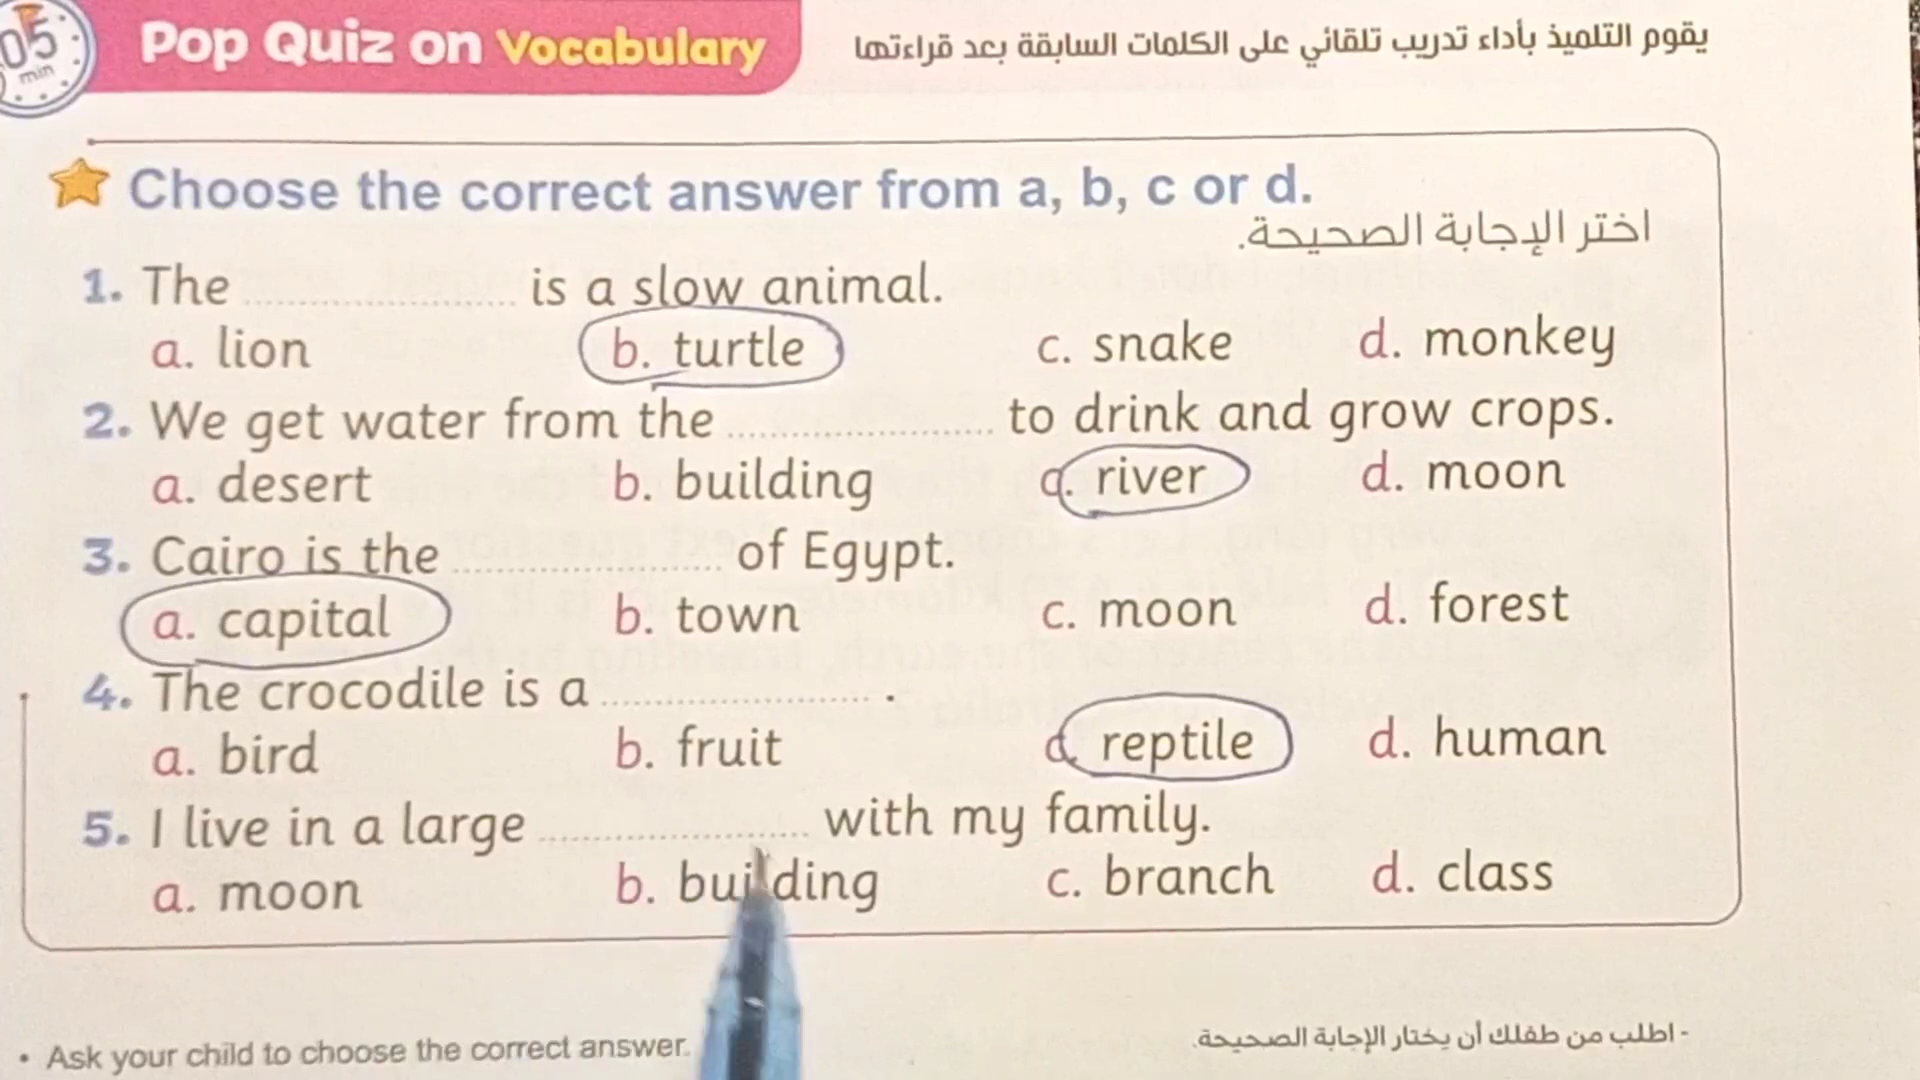 05
min
Pop Quiz on Vocabulary
يقوم التلميذ بأداء تدريب تلقائي على الكلمات السابقة بعد قراءتها
Choose the correct answer from a, b, c or d.
اختر الإجابة الصحيحة.
1. The .................... is a slow animal.
a. lion b. turtle c. snake d. monkey
2. We get water from the .................... to drink and grow crops.
a. desert b. building c. river d. moon
3. Cairo is the .................... of Egypt.
a. capital b. town c. moon d. forest
4. The crocodile is a .................... .
a. bird b. fruit c. reptile d. human
5. I live in a large .................... with my family.
a. moon b. building c. branch d. class
• Ask your child to choose the correct answer.
- اطلب من طفلك أن يختار الإجابة الصحيحة.